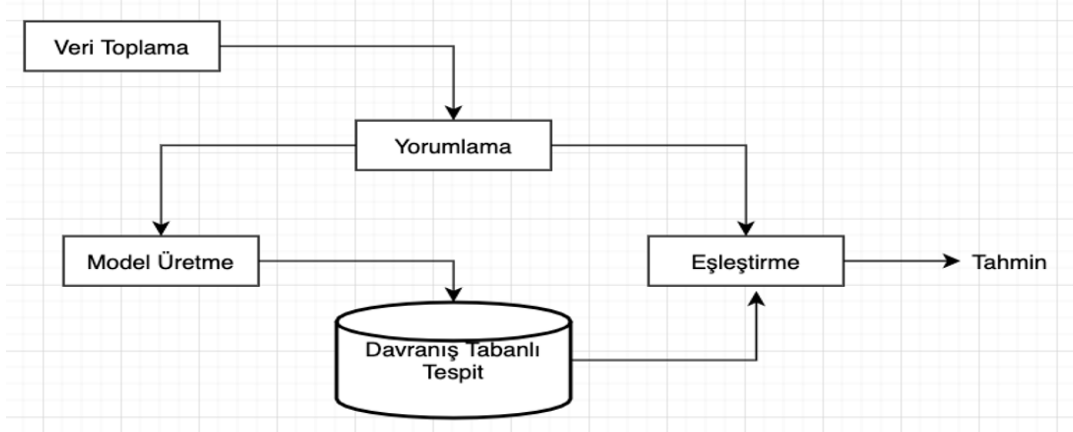 Veri Toplama
Yorumlama
Model Üretme
Eşleştirme
Tahmin
Davranış Tabanlı
Tespit